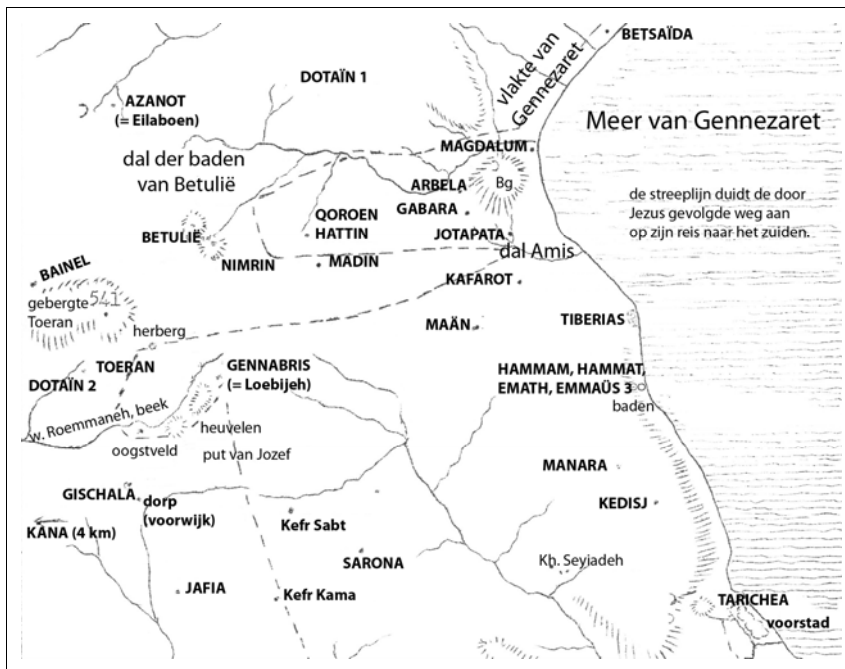 BETSAÏDA
vlakte van
Gennezaret
DOTAÏN 1
AZANOT
(= Eilaboen)
Meer van Gennezaret
MAGDALUM
dal der baden
van Betulië
ARBELA
Bg
de streeplijn duidt de door
Jezus gevolgde weg aan
op zijn reis naar het zuiden.
GABARA
QOROEN
HATTIN
BETULIË
JOTAPATA
dal Amis
NIMRIN
MADIN
BAINEL
KAFAROT
gebergte
541
Toeran
herberg
MAÄN
TIBERIAS
TOERAN
GENNABRIS
(= Loebijeh)
DOTAÏN 2
HAMMAM, HAMMAT,
EMATH, EMMAÜS 3
baden
w. Roemmaneh, beek
heuvelen
oogstveld
put van Jozef
MANARA
GISCHALA
dorp
(voorwijk)
KEDISJ
Kefr Sabt
KANA (4 km)
SARONA
Kh. Seyiadeh
JAFIA
Kefr Kama
TARICHEA
voorstad